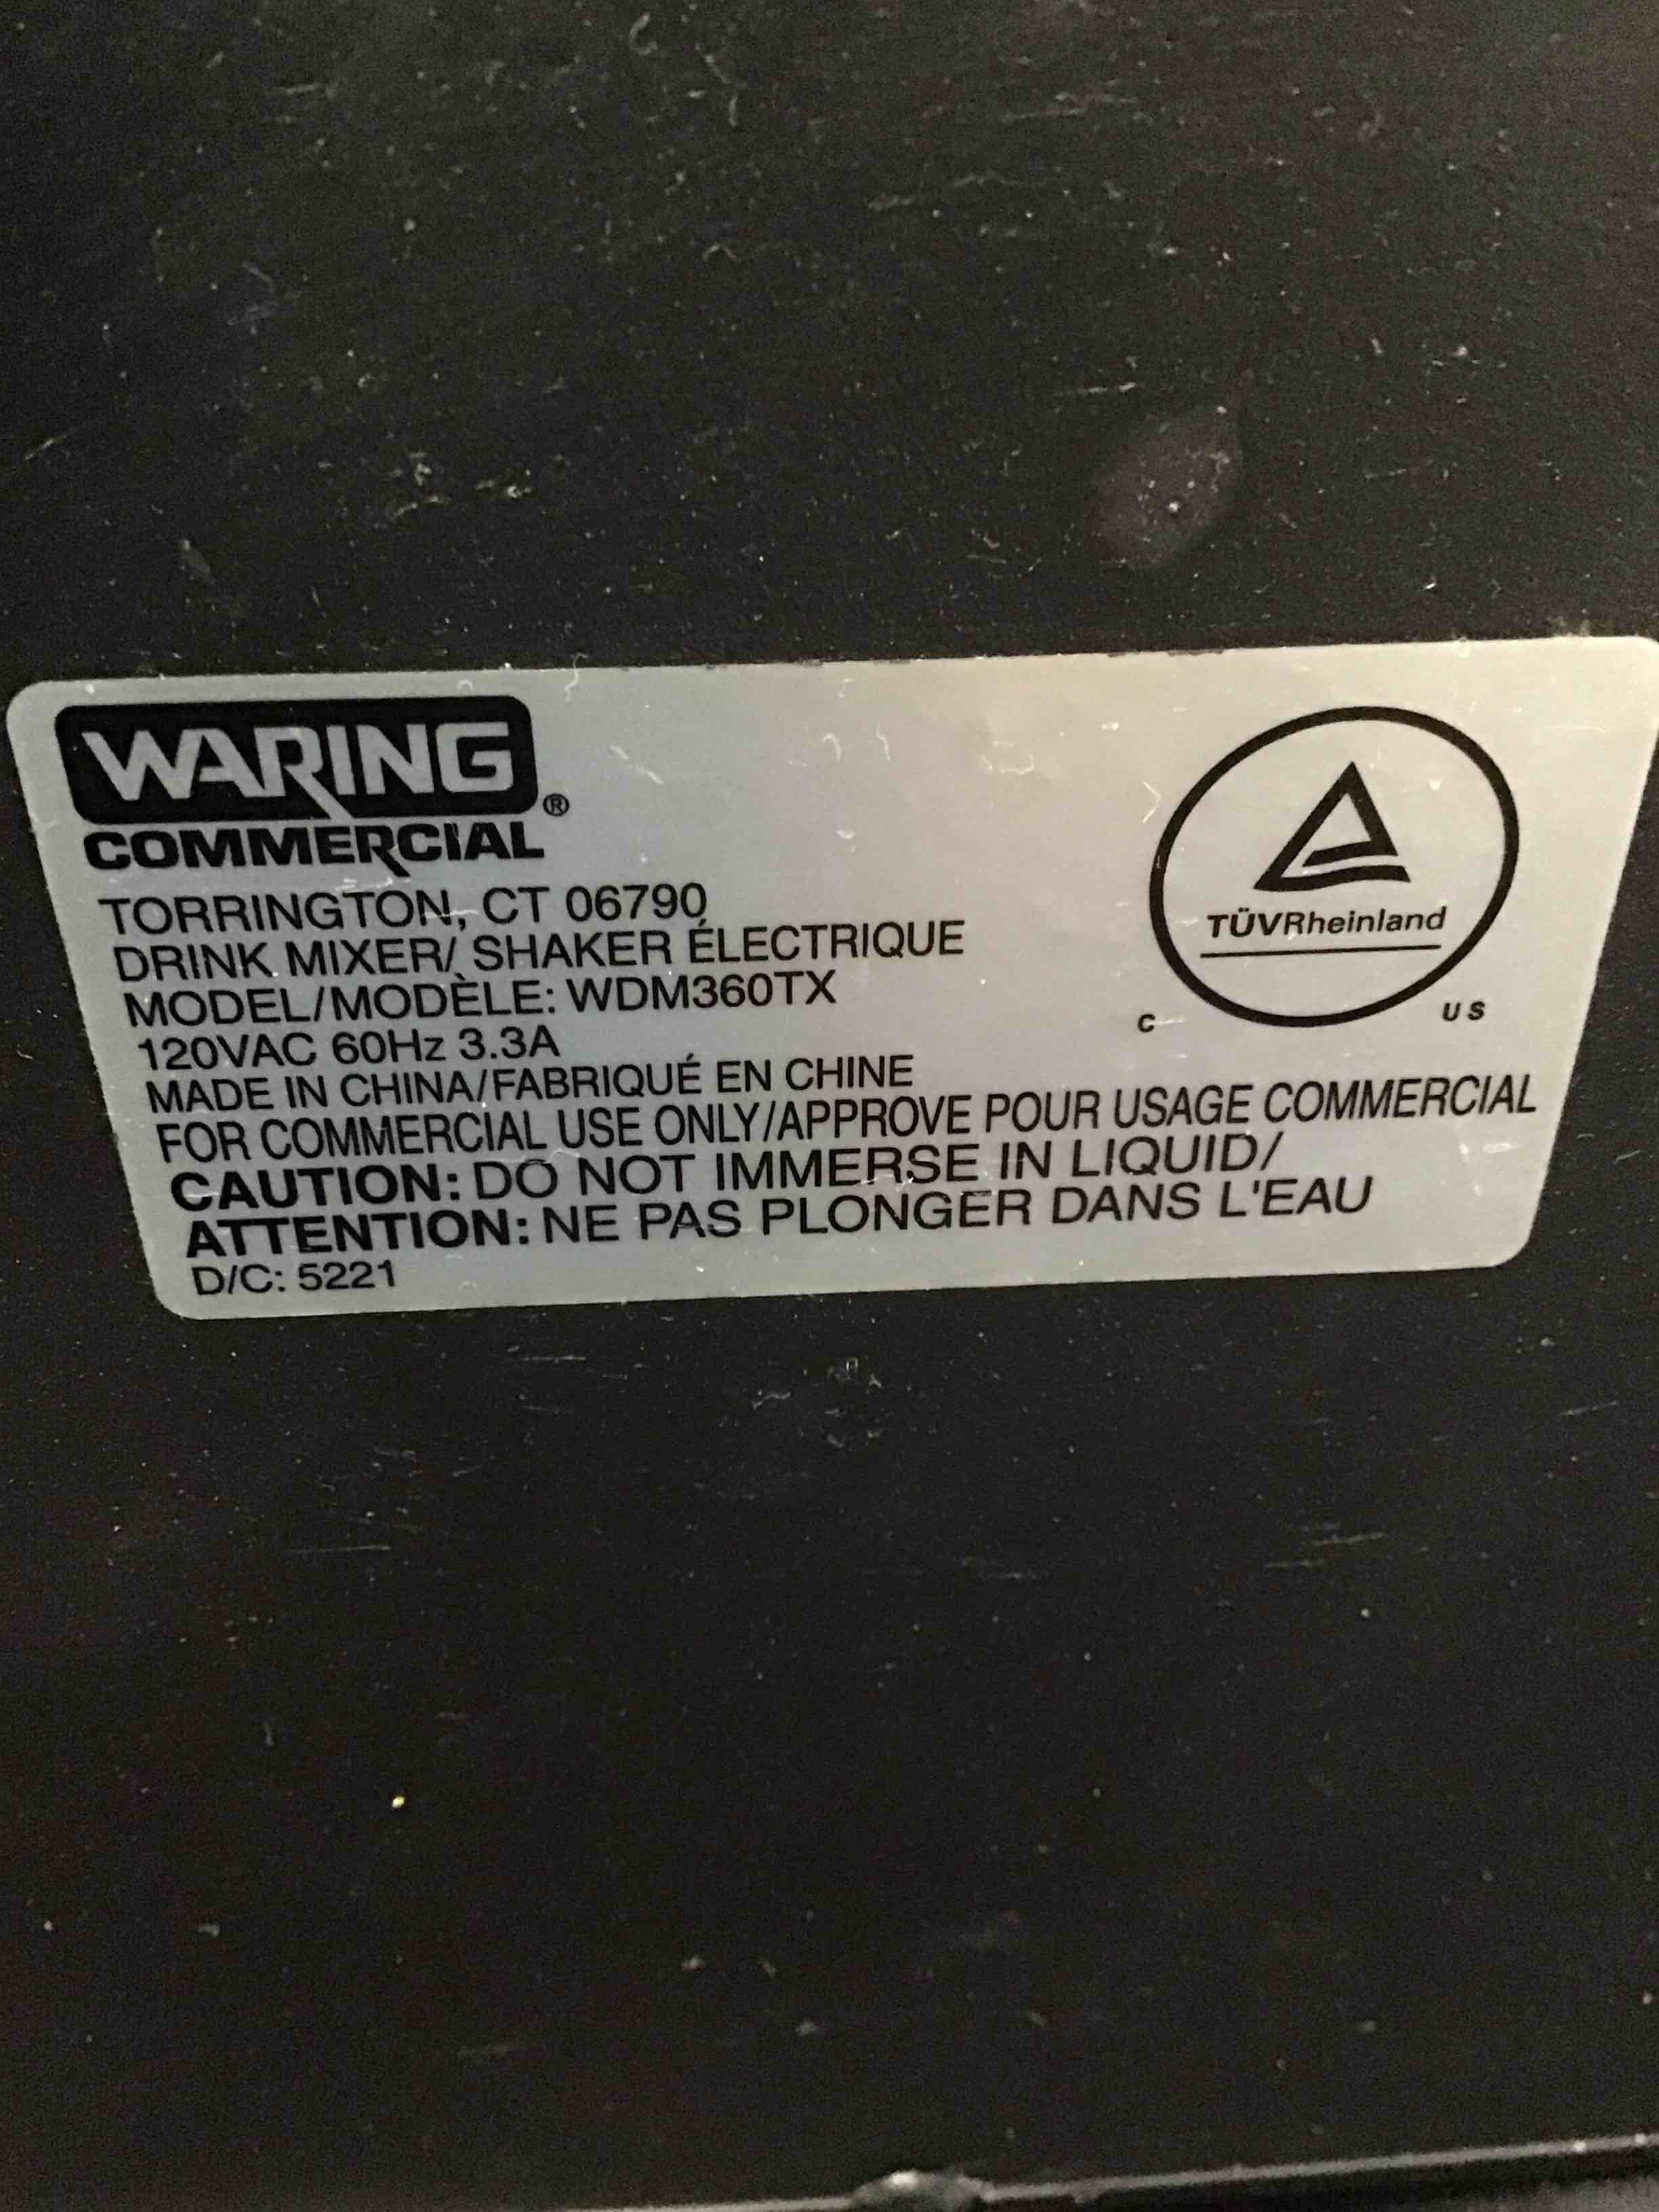 WARING®
COMMERCIAL
TORRINGTON, CT 06790
DRINK MIXER/ SHAKER ÉLECTRIQUE
MODEL/MODÈLE: WDM360TX
120VAC 60Hz 3.3A
MADE IN CHINA/FABRIQUÉ EN CHINE
FOR COMMERCIAL USE ONLY/APPROVE POUR USAGE COMMERCIAL
CAUTION: DO NOT IMMERSE IN LIQUID/
ATTENTION: NE PAS PLONGER DANS L'EAU
D/C: 5221
TÜVRheinland
C US